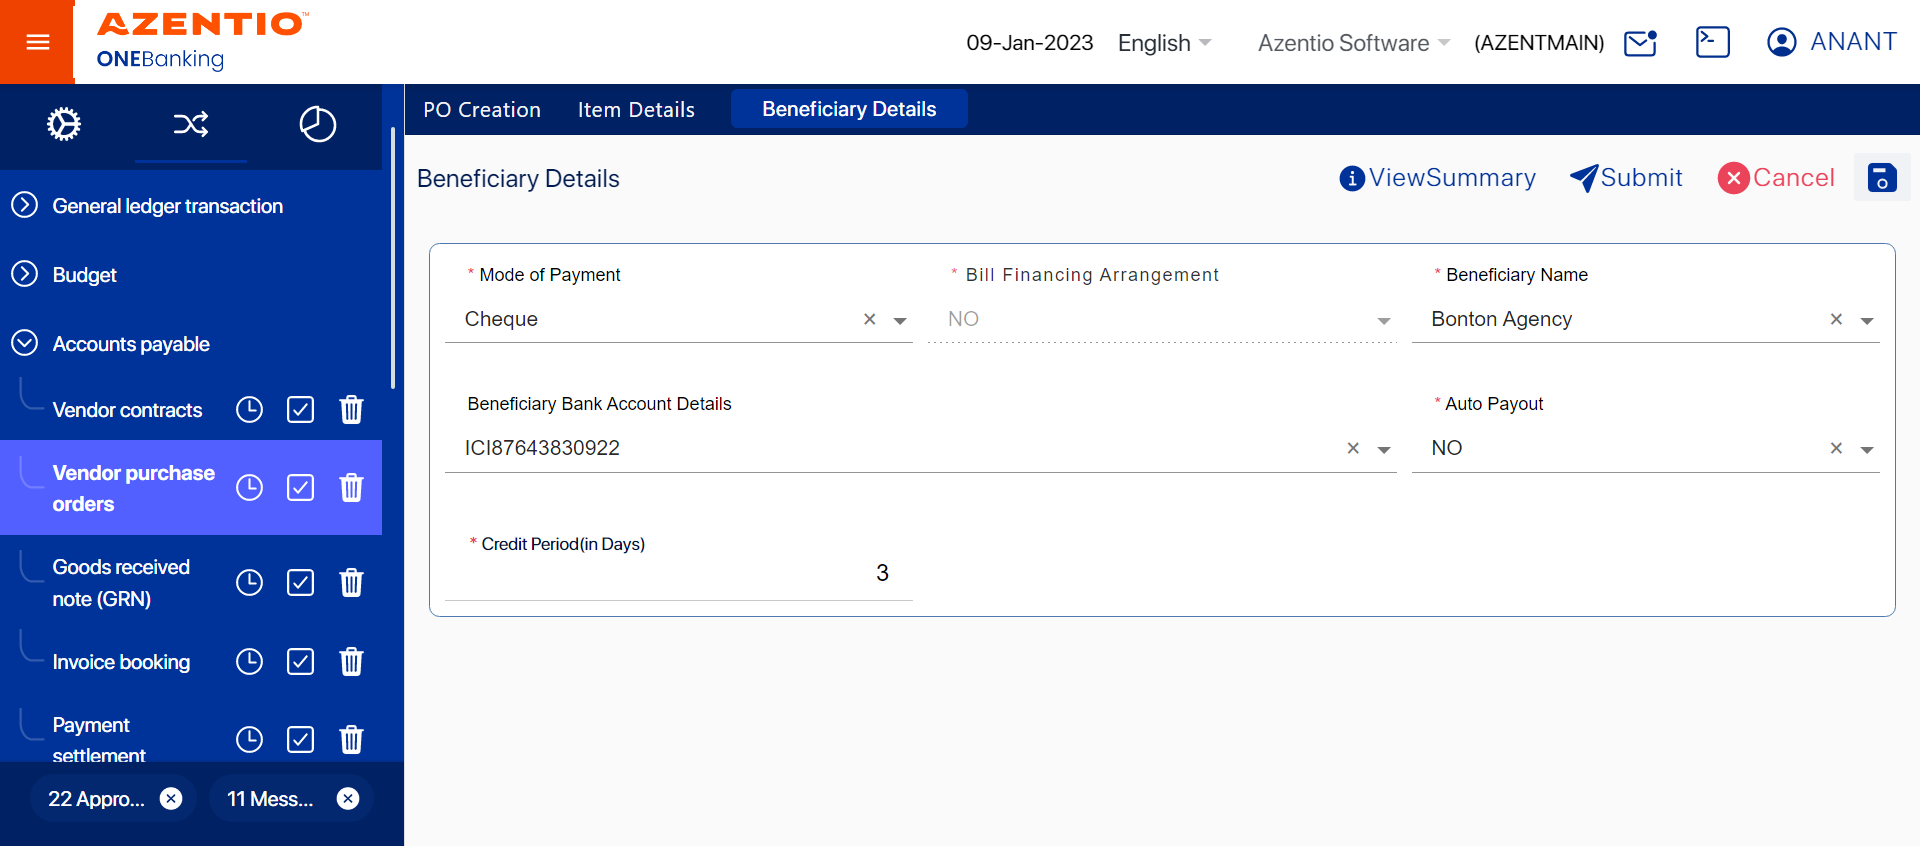 AZENTIO™
ONEBanking
09-Jan-2023
English
Azentio Software
(AZENTMAIN)
ANANT
PO Creation
Item Details
Beneficiary Details
General ledger transaction
Budget
Accounts payable
Vendor contracts
Vendor purchase
orders
Goods received
note (GRN)
Invoice booking
Payment
settlement
22 Appro...
11 Mess...
Beneficiary Details
ViewSummary
Submit
Cancel
* Mode of Payment
Cheque
* Bill Financing Arrangement
NO
* Beneficiary Name
Bonton Agency
Beneficiary Bank Account Details
ICI87643830922
* Auto Payout
NO
* Credit Period(in Days)
3